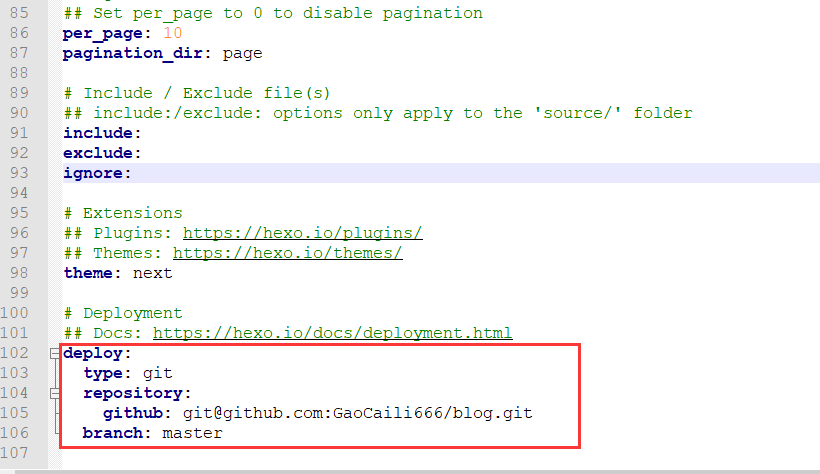 85 ## Set per_page to 0 to disable pagination
86 per_page: 10
87 pagination_dir: page
88
89 # Include / Exclude file(s)
90 ## include:/exclude: options only apply to the 'source/' folder
91 include:
92 exclude:
93 ignore:
94
95 # Extensions
96 ## Plugins: https://hexo.io/plugins/
97 ## Themes: https://hexo.io/themes/
98 theme: next
99
100 # Deployment
101 ## Docs: https://hexo.io/docs/deployment.html
102 deploy:
103   type: git
104   repository:
105     github: git@github.com:GaoCaili666/blog.git
106   branch: master
107